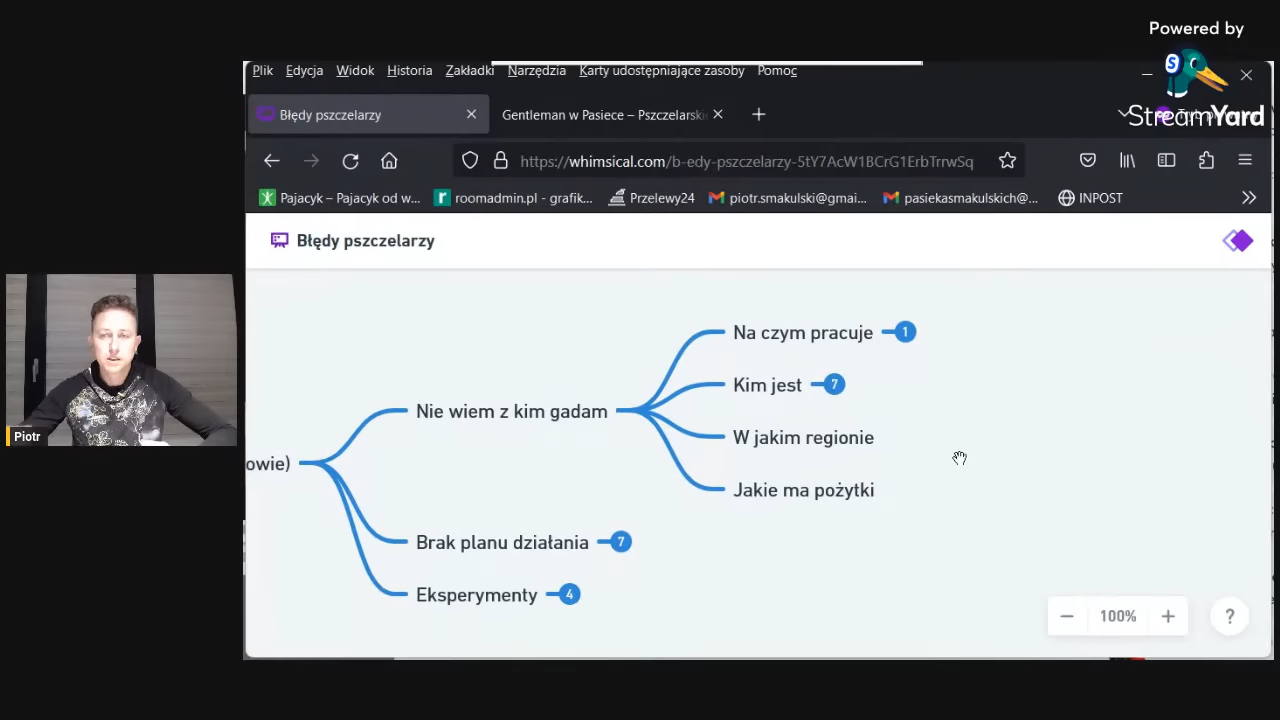 Powered by
StreamYard
Plik Edycja Widok Historia Zakładki Narzędzia Karty udostępniające zasoby Pomoc
Błędy pszczelarzy
Gentleman w Pasiece – Pszczelarski
https://whimsical.com/b-edy-pszczelarzy-5tY7AcW1BCrG1ErbTrrwSq
Pajacyk – Pajacyk od w... roomadmin.pl - grafik... Przelewy24 piotr.smakulski@gmai... pasiekasmakulskich@... INPOST
Błędy pszczelarzy
Na czym pracuje 1
Kim jest 7
Nie wiem z kim gadam
W jakim regionie
owie)
Jakie ma pożytki
Brak planu działania 7
Eksperymenty 4
100%
?
Piotr